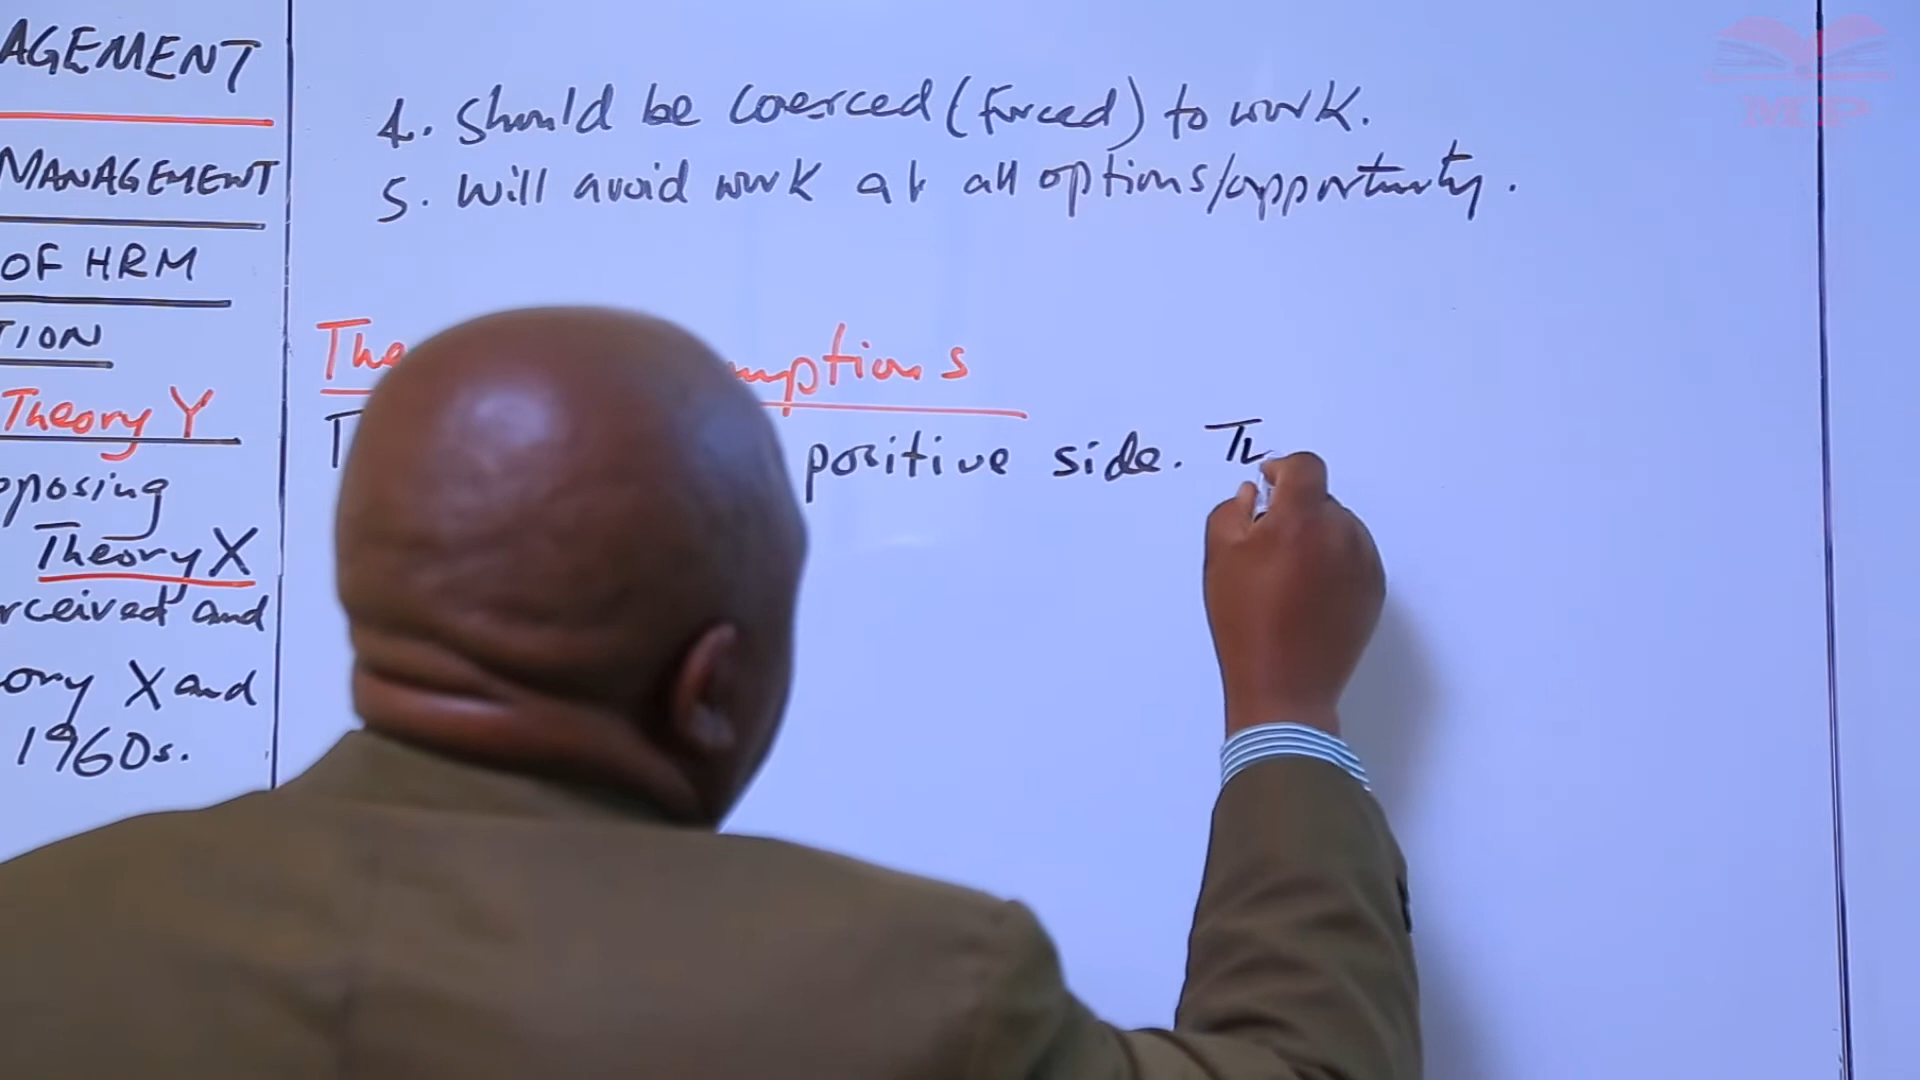 AGEMENT
MANAGEMENT
OF HRM
TION
Theory Y
pposing
Theory X
rceived and
ory X and
1960s.
4. Should be coerced (forced) to work.
5. Will avoid work at all options/opportunity.
The mptions
T positive side. Th
MCP